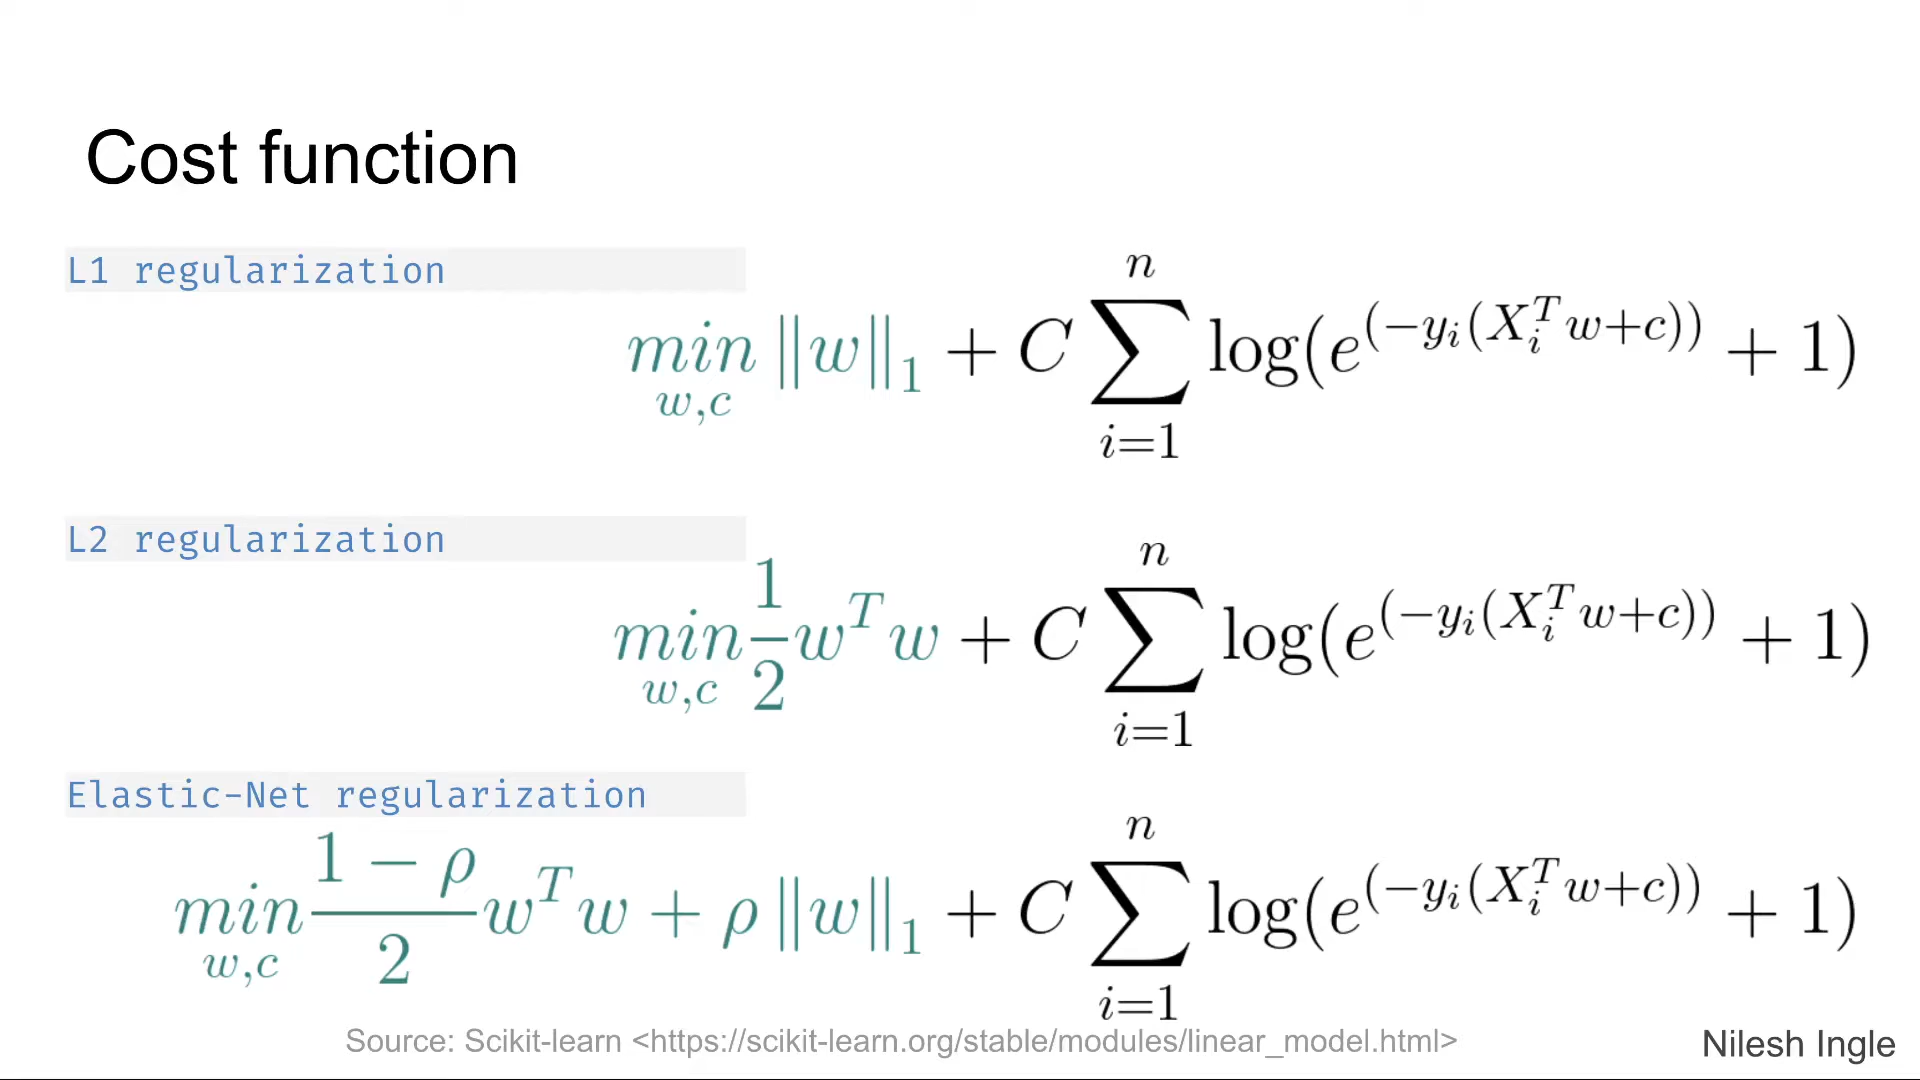 Cost function
L1 regularization
$\min_{w,c} \|w\|_1 + C \sum_{i=1}^{n} \log(e^{(-y_i(X_i^T w+c))} + 1)$
L2 regularization
$\min_{w,c} \frac{1}{2} w^T w + C \sum_{i=1}^{n} \log(e^{(-y_i(X_i^T w+c))} + 1)$
Elastic-Net regularization
$\min_{w,c} \frac{1-\rho}{2} w^T w + \rho \|w\|_1 + C \sum_{i=1}^{n} \log(e^{(-y_i(X_i^T w+c))} + 1)$
Source: Scikit-learn <https://scikit-learn.org/stable/modules/linear_model.html>
Nilesh Ingle